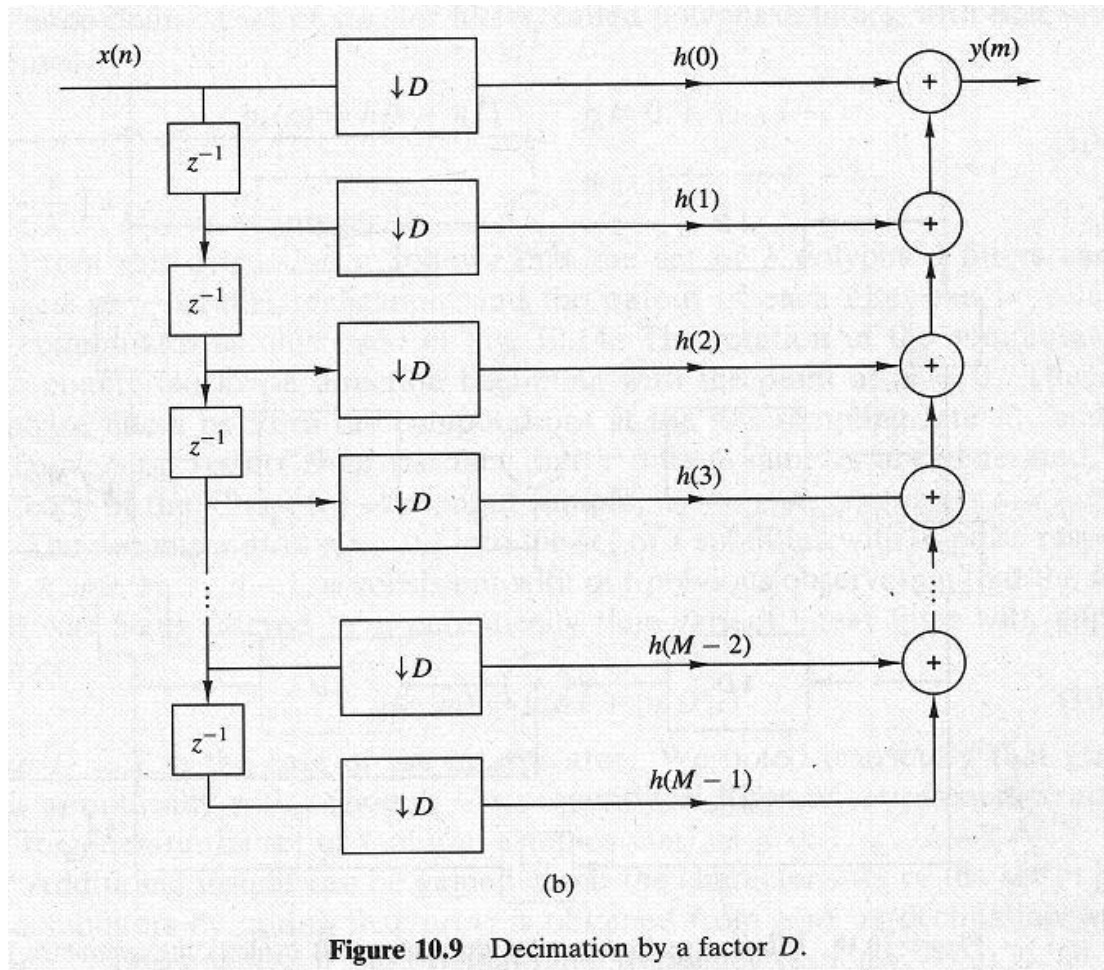 x(n) ↓D h(0) + y(m)
z⁻¹
↓D h(1) +
z⁻¹
↓D h(2) +
z⁻¹
↓D h(3) +
⋮ ⋮
↓D h(M − 2) +
z⁻¹
↓D h(M − 1)
(b)
Figure 10.9 Decimation by a factor D.